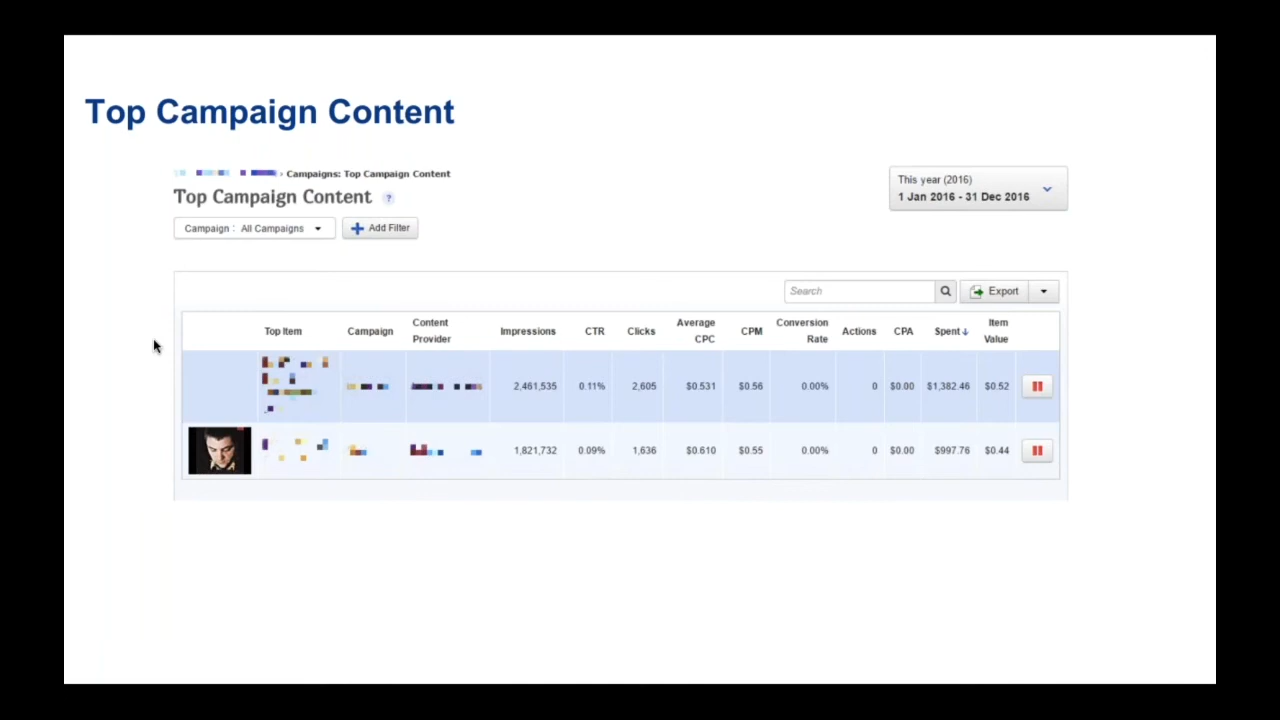 Top Campaign Content
› Campaigns: Top Campaign Content
Top Campaign Content ?
This year (2016)
1 Jan 2016 - 31 Dec 2016
Campaign : All Campaigns
Add Filter
Search
Export
Top Item Campaign Content Provider Impressions CTR Clicks Average CPC CPM Conversion Rate Actions CPA Spent↓ Item Value
2,461,535 0.11% 2,605 $0.531 $0.56 0.00% 0 $0.00 $1,382.46 $0.52
1,821,732 0.09% 1,636 $0.610 $0.55 0.00% 0 $0.00 $997.76 $0.44